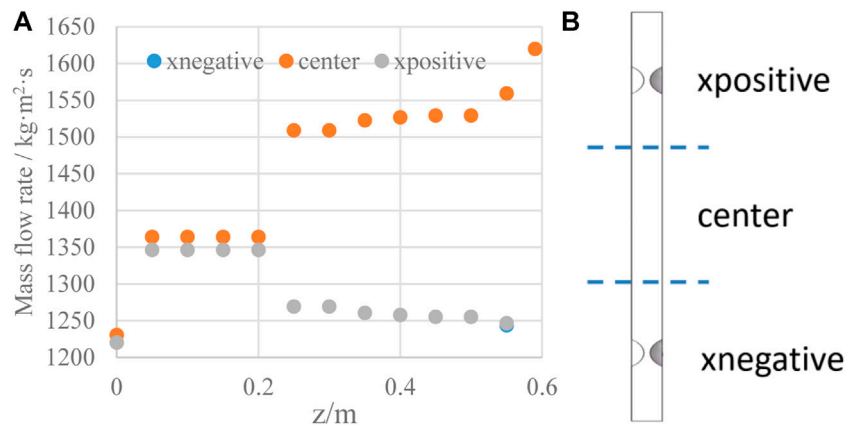 A
B
1650
1600
1550
1500
1450
1400
1350
1300
1250
1200
Mass flow rate / kg·m²·s
xnegative center xpositive
0 0.2 0.4 0.6
z/m
xpositive
center
xnegative